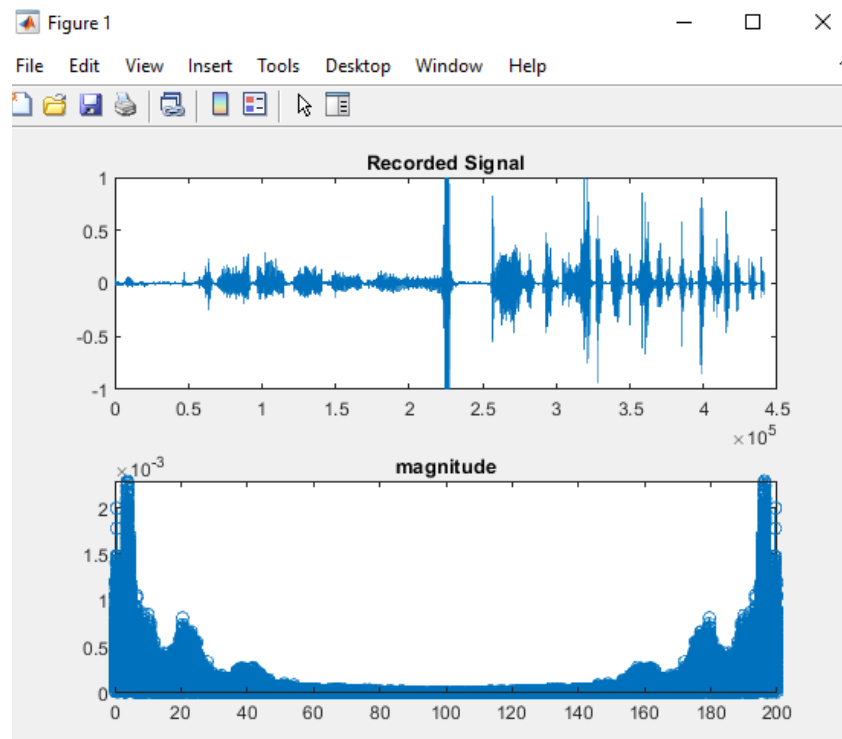 Figure 1
File Edit View Insert Tools Desktop Window Help
Recorded Signal
1
0.5
0
-0.5
-1
0 0.5 1 1.5 2 2.5 3 3.5 4 4.5
×10^5
×10^-3
magnitude
2
1.5
1
0.5
0
0 20 40 60 80 100 120 140 160 180 200